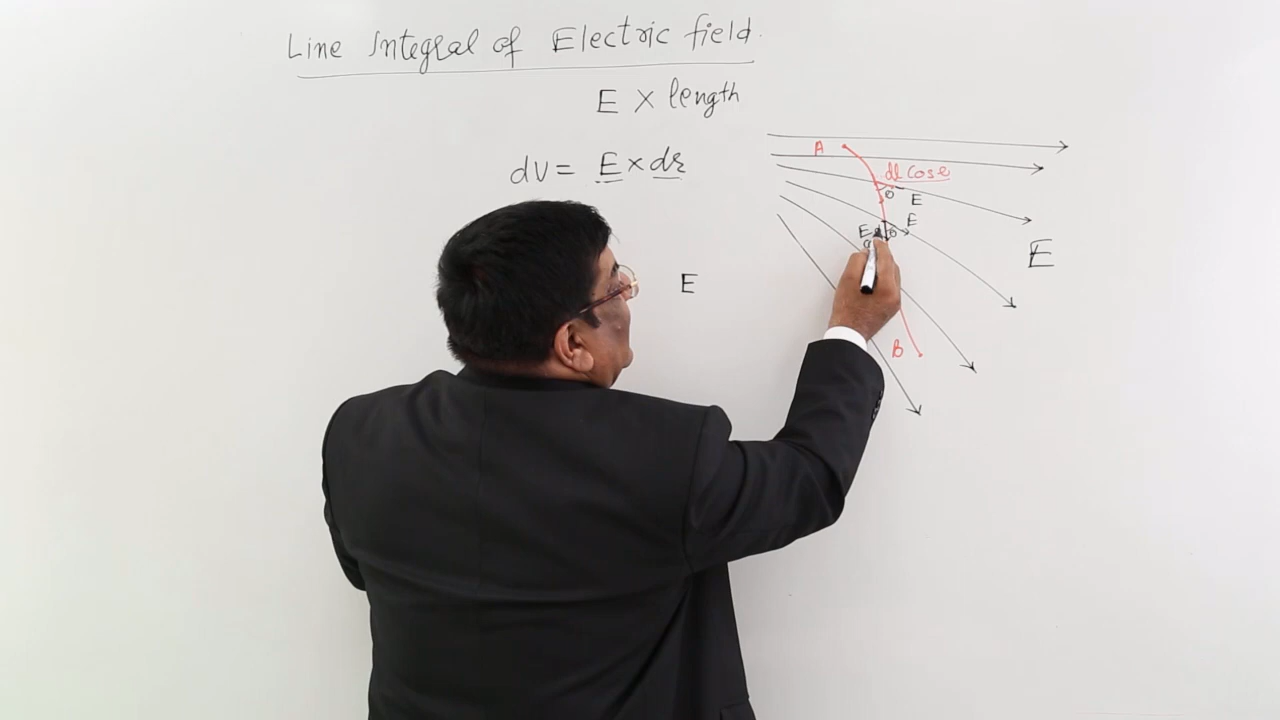 Line Integral of Electric field.
E × length
dv = E × dr
A
dl cos θ
θ
E
E
E
θ
E
E
B